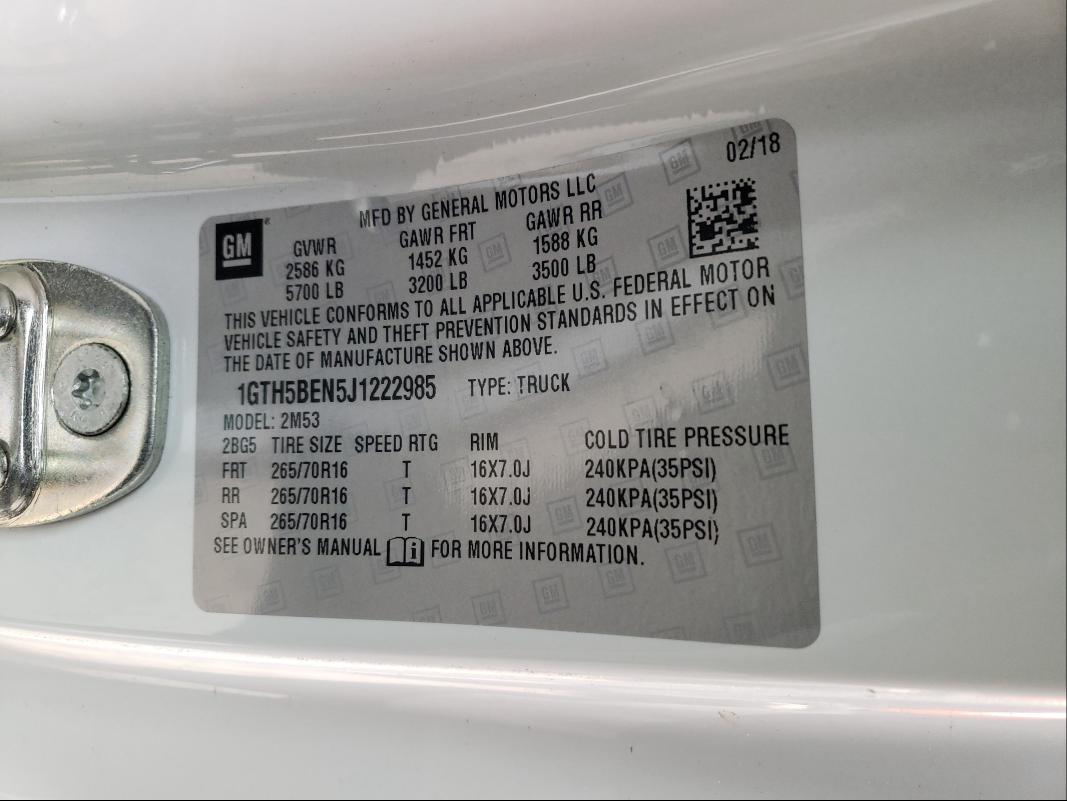 02/18
MFD BY GENERAL MOTORS LLC
GM®
GVWR GAWR FRT GAWR RR
2586 KG 1452 KG 1588 KG
5700 LB 3200 LB 3500 LB
THIS VEHICLE CONFORMS TO ALL APPLICABLE U.S. FEDERAL MOTOR
VEHICLE SAFETY AND THEFT PREVENTION STANDARDS IN EFFECT ON
THE DATE OF MANUFACTURE SHOWN ABOVE.
1GTH5BEN5J1222985 TYPE: TRUCK
MODEL: 2M53
2BG5 TIRE SIZE SPEED RTG RIM COLD TIRE PRESSURE
FRT 265/70R16 T 16X7.0J 240KPA(35PSI)
RR 265/70R16 T 16X7.0J 240KPA(35PSI)
SPA 265/70R16 T 16X7.0J 240KPA(35PSI)
SEE OWNER'S MANUAL i FOR MORE INFORMATION.